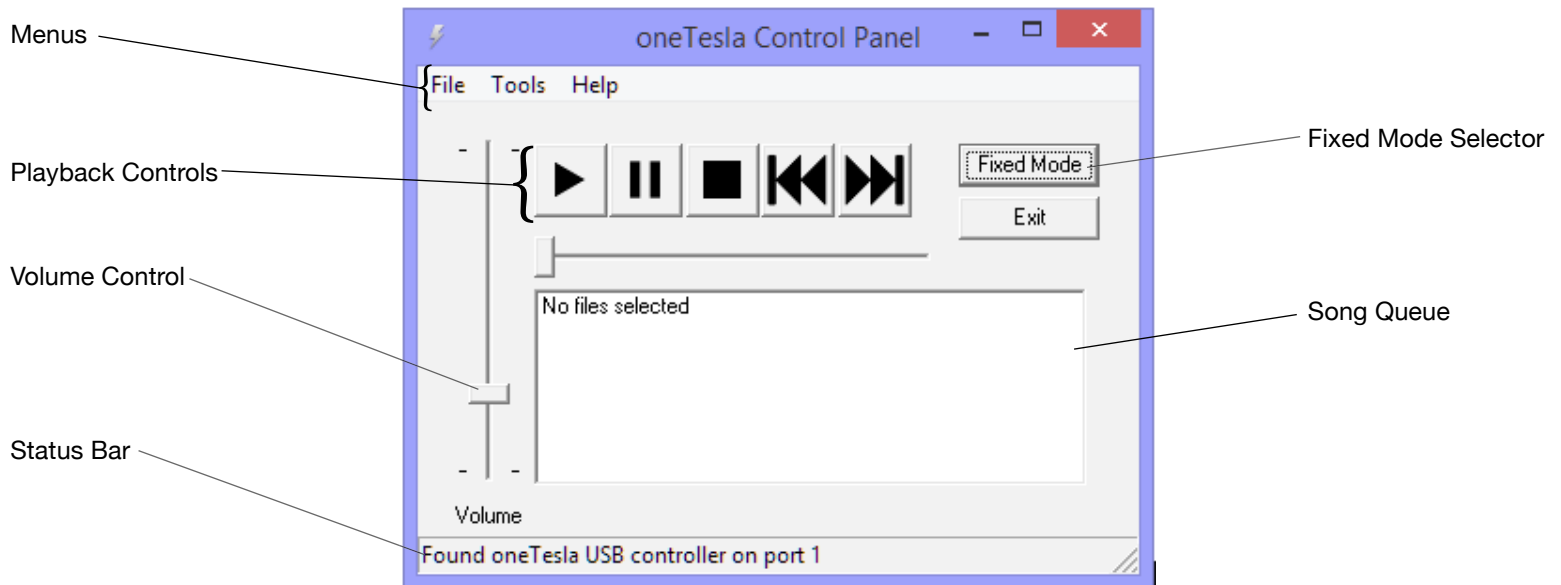 Menus
oneTesla Control Panel
File Tools Help
Fixed Mode Selector
Playback Controls
Fixed Mode
Exit
Volume Control
No files selected
Song Queue
Status Bar
Volume
Found oneTesla USB controller on port 1